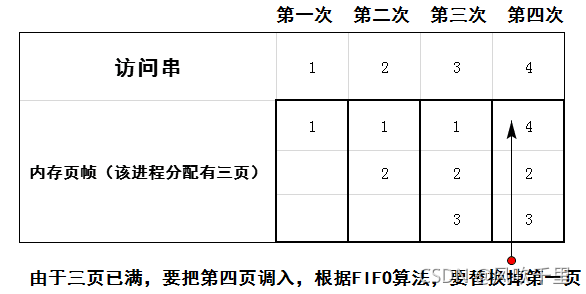 第一次 第二次 第三次 第四次
访问串 1 2 3 4
1 1 1 4
内存页帧（该进程分配有三页） 2 2 2
3 3
由于三页已满，要把第四页调入，根据FIFO算法，要替换掉第一页